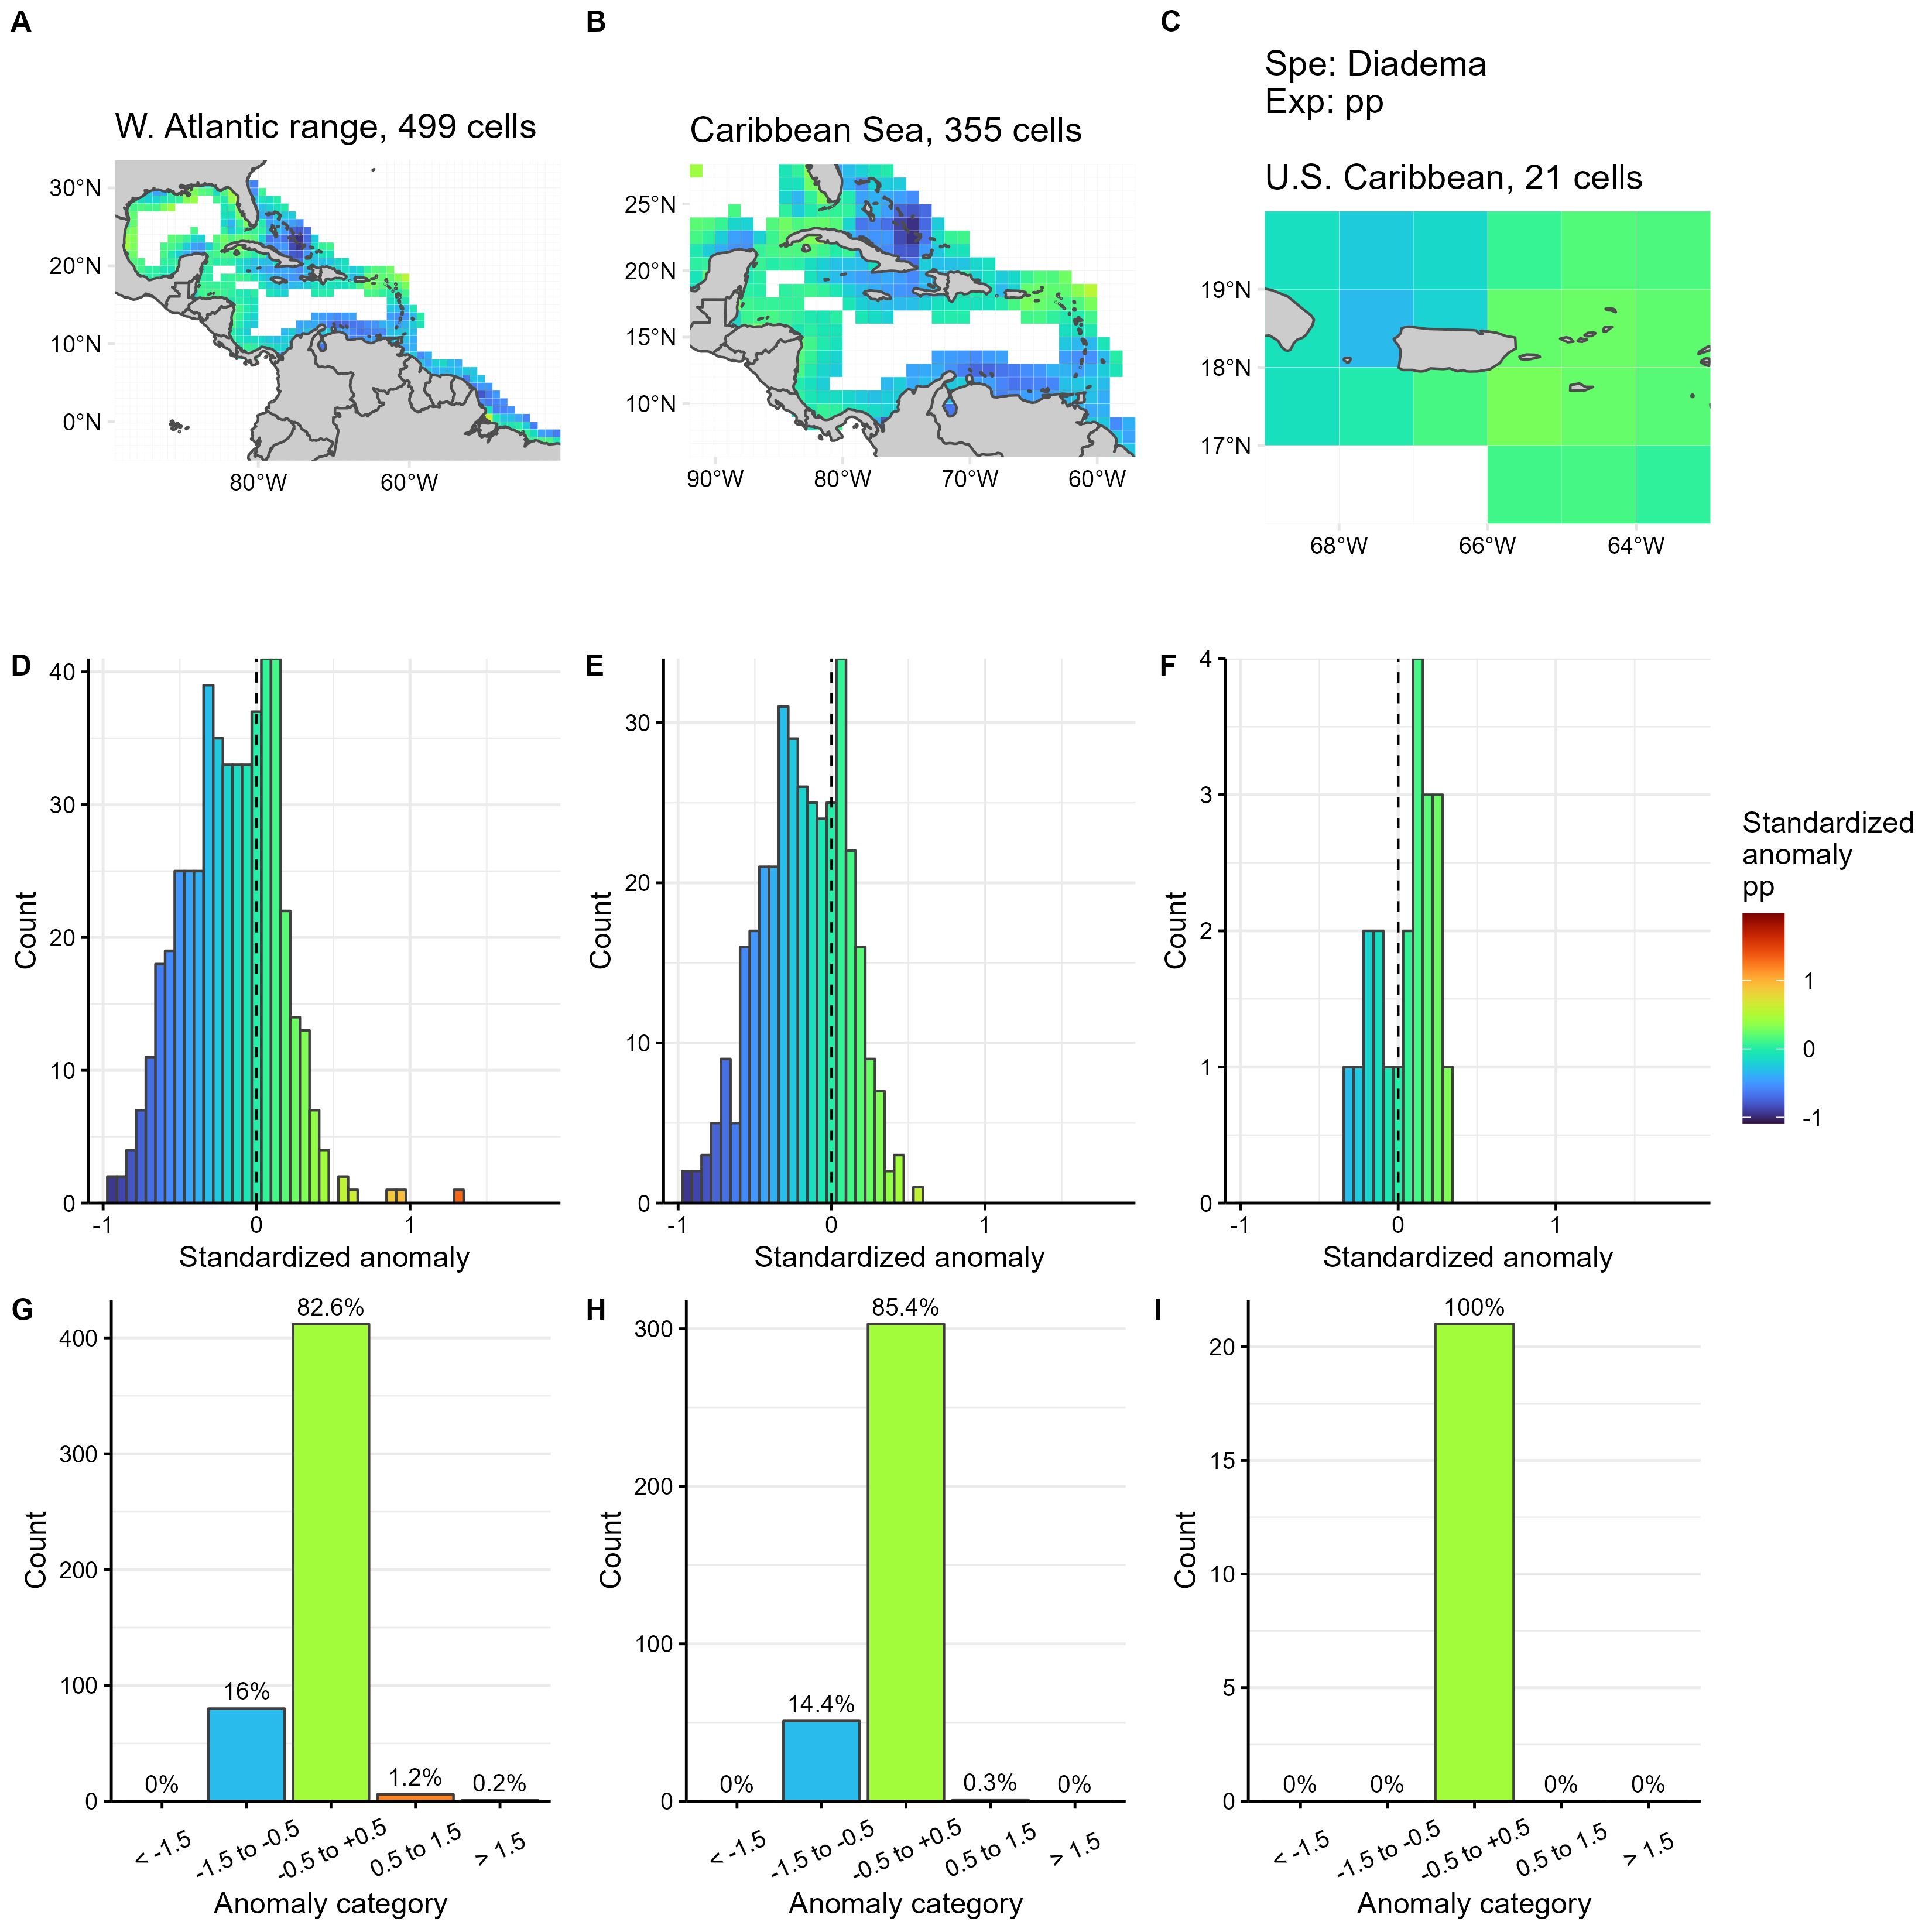 A
B
C
Spe: Diadema
Exp: pp
W. Atlantic range, 499 cells
Caribbean Sea, 355 cells
U.S. Caribbean, 21 cells
30°N
20°N
10°N
0°N
80°W
60°W
25°N
20°N
15°N
10°N
90°W
80°W
70°W
60°W
19°N
18°N
17°N
68°W
66°W
64°W
D
40
30
20
10
0
Count
-1
0
1
Standardized anomaly
E
30
20
10
0
Count
-1
0
1
Standardized anomaly
F
4
3
2
1
0
Count
-1
0
1
Standardized anomaly
Standardized
anomaly
pp
1
0
-1
G
400
300
200
100
0
Count
0%
16%
82.6%
1.2%
0.2%
< -1.5
-1.5 to -0.5
-0.5 to +0.5
0.5 to 1.5
> 1.5
Anomaly category
H
300
200
100
0
Count
0%
14.4%
85.4%
0.3%
0%
< -1.5
-1.5 to -0.5
-0.5 to +0.5
0.5 to 1.5
> 1.5
Anomaly category
I
20
15
10
5
0
Count
0%
0%
100%
0%
0%
< -1.5
-1.5 to -0.5
-0.5 to +0.5
0.5 to 1.5
> 1.5
Anomaly category